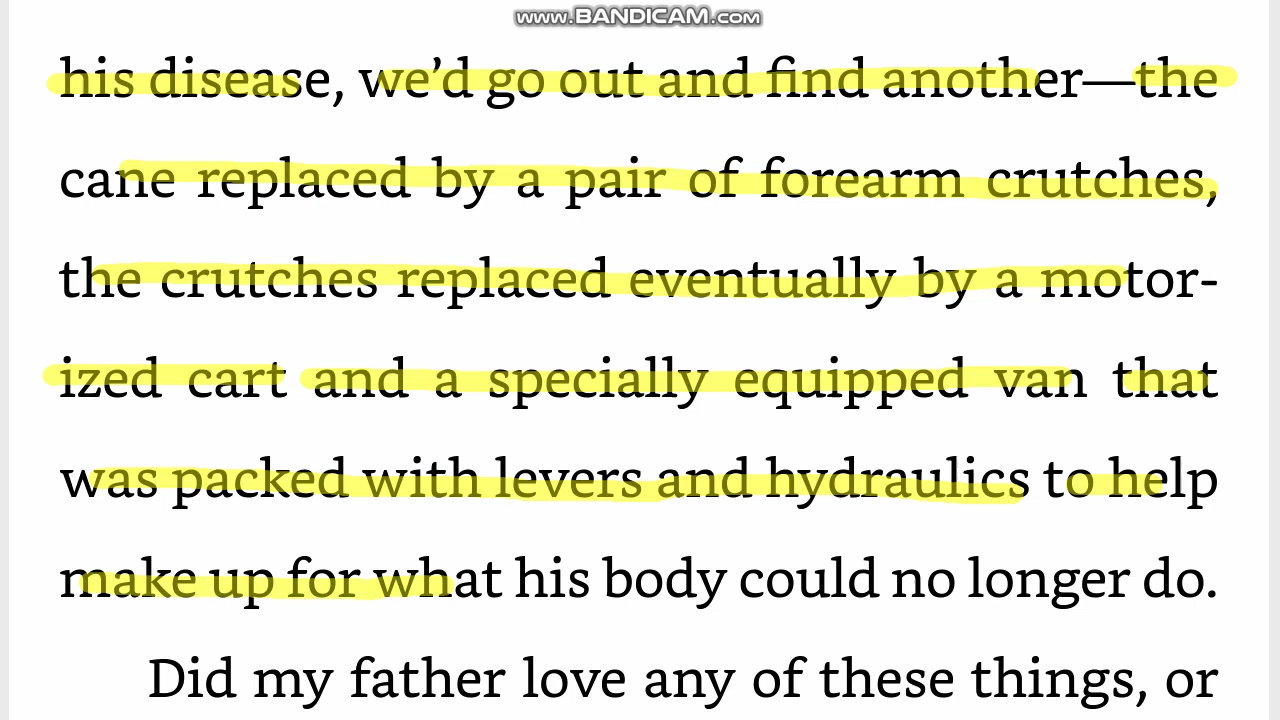 www.BANDICAM.com
his disease, we’d go out and find another—the
cane replaced by a pair of forearm crutches,
the crutches replaced eventually by a motor-
ized cart and a specially equipped van that
was packed with levers and hydraulics to help
make up for what his body could no longer do.
Did my father love any of these things, or